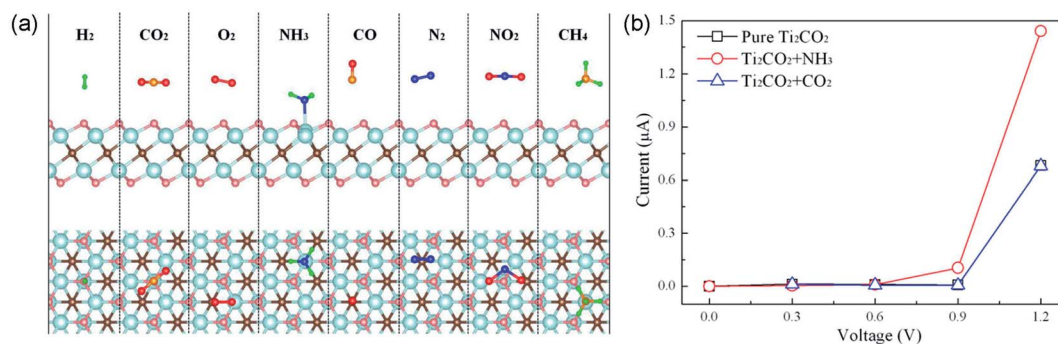 (a)
H₂ CO₂ O₂ NH₃ CO N₂ NO₂ CH₄
(b)
Pure Ti₂CO₂
Ti₂CO₂+NH₃
Ti₂CO₂+CO₂
Current (μA)
1.5
1.2
0.9
0.6
0.3
0.0
0.0 0.3 0.6 0.9 1.2
Voltage (V)